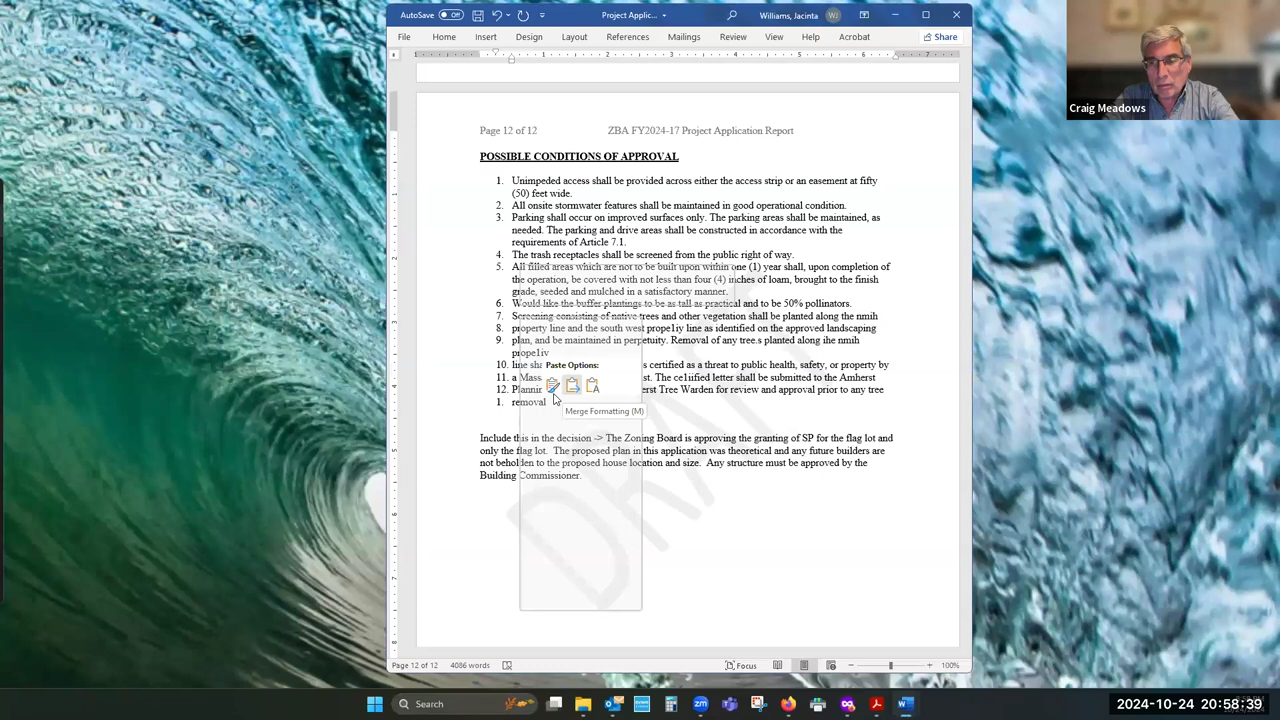 AutoSave Off Project Applic... Williams, Jacinta WJ
File Home Insert Design Layout References Mailings Review View Help Acrobat Share
1 1 2 3 4 5 6 7
Craig Meadows
Page 12 of 12 ZBA FY2024-17 Project Application Report
POSSIBLE CONDITIONS OF APPROVAL
1. Unimpeded access shall be provided across either the access strip or an easement at fifty
(50) feet wide.
2. All onsite stormwater features shall be maintained in good operational condition.
3. Parking shall occur on improved surfaces only. The parking areas shall be maintained, as
needed. The parking and drive areas shall be constructed in accordance with the
requirements of Article 7.1.
4. The trash receptacles shall be screened from the public right of way.
5. All filled areas which are not to be built upon within one (1) year shall, upon completion of
the operation, be covered with not less than four (4) inches of loam, brought to the finish
grade, seeded and mulched in a satisfactory manner.
6. Would like the buffer plantings to be as tall as practical and to be 50% pollinators.
7. Screening consisting of native trees and other vegetation shall be planted along the nmih
8. property line and the south west prope1iy line as identified on the approved landscaping
9. plan, and be maintained in perpetuity. Removal of any tree.s planted along ihe nmih
prope1iv
10. line sha s certified as a threat to public health, safety, or property by
Paste Options:
11. a Mass st. The ce1ified letter shall be submitted to the Amherst
12. Plannin erst Tree Warden for review and approval prior to any tree
1. removal
Merge Formatting (M)
Include this in the decision -> The Zoning Board is approving the granting of SP for the flag lot and
only the flag lot. The proposed plan in this application was theoretical and any future builders are
not beholden to the proposed house location and size. Any structure must be approved by the
Building Commissioner.
DRAFT
Page 12 of 12 4086 words Focus 100%
Search
2024-10-24 20:58:39